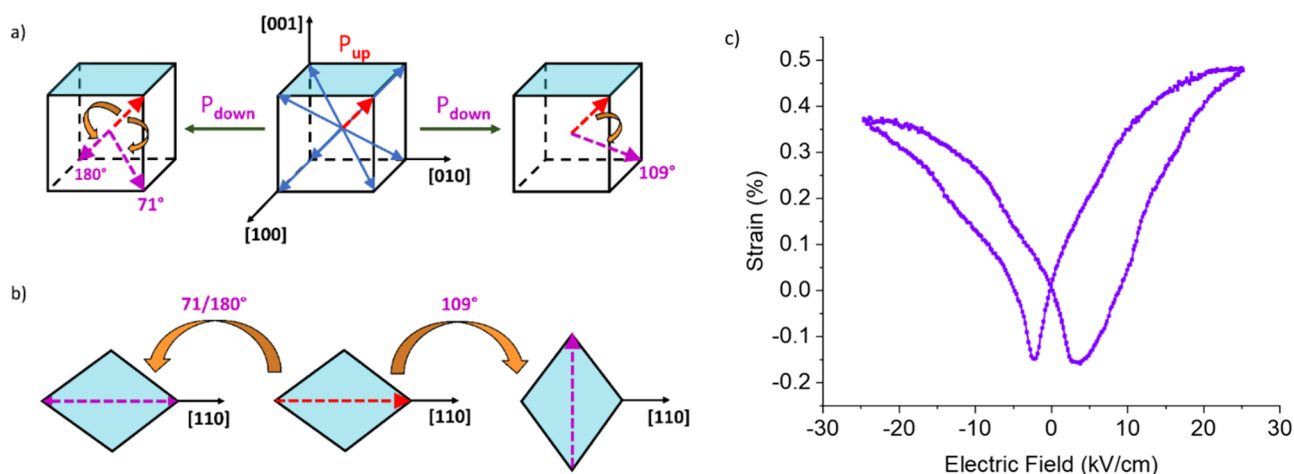 a)
[001]
P_up
P_down
P_down
180°
71°
[010]
109°
[100]
b)
71/180°
109°
[110]
[110]
[110]
c)
Strain (%)
0.5
0.4
0.3
0.2
0.1
0.0
-0.1
-0.2
-30 -20 -10 0 10 20 30
Electric Field (kV/cm)